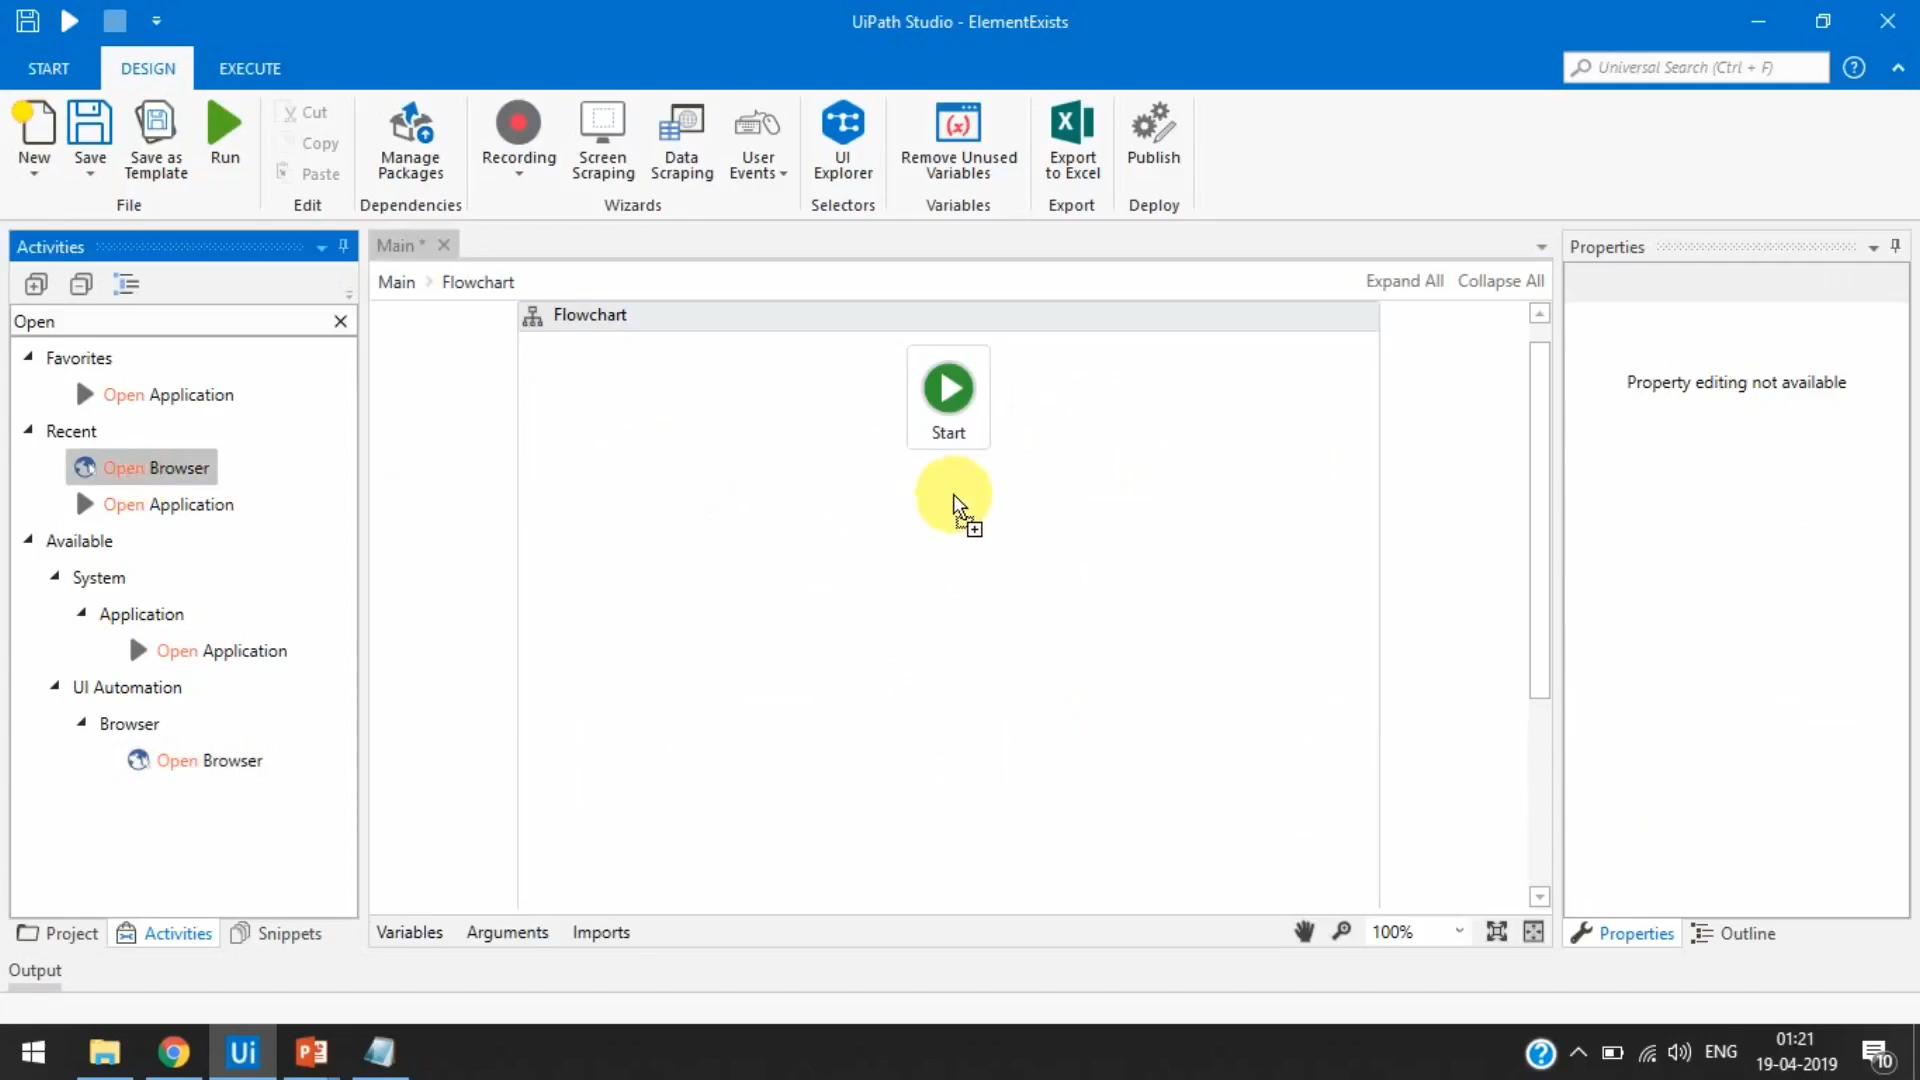 UiPath Studio - ElementExists
START
DESIGN
EXECUTE
Universal Search (Ctrl + F)
New
Save
Save as Template
Run
Cut
Copy
Paste
Manage Packages
Recording
Screen Scraping
Data Scraping
User Events
UI Explorer
Remove Unused Variables
Export to Excel
Publish
File
Edit
Dependencies
Wizards
Selectors
Variables
Export
Deploy
Activities
Open
Favorites
Open Application
Recent
Open Browser
Open Application
Available
System
Application
Open Application
UI Automation
Browser
Open Browser
Project
Activities
Snippets
Main *
Main
Flowchart
Expand All
Collapse All
Flowchart
Start
Variables
Arguments
Imports
100%
Properties
Property editing not available
Properties
Outline
Output
Ui
ENG
01:21
19-04-2019
10